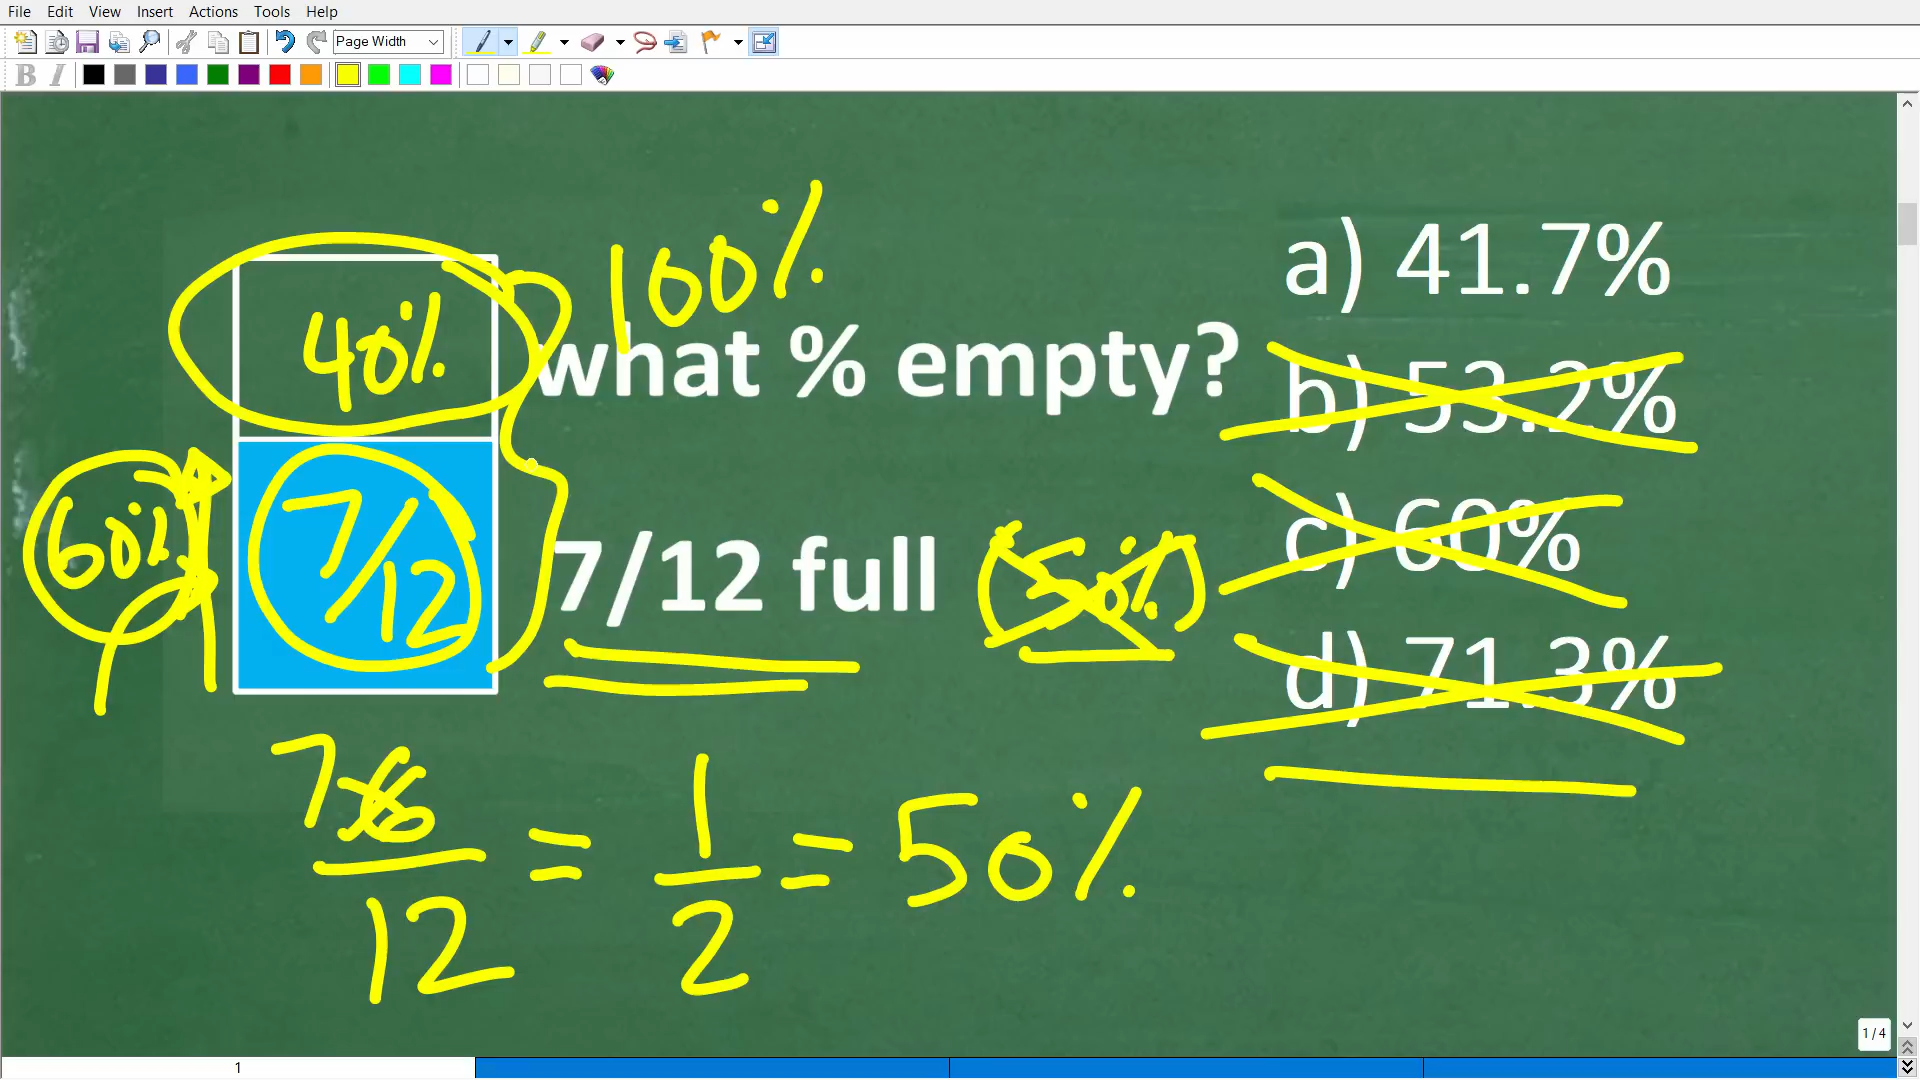 File Edit View Insert Actions Tools Help
Page Width
B I
100%
40%
what % empty?
60%
7/12
7/12 full (50%)
a) 41.7%
b) 53.2%
c) 60%
d) 71.3%
7 6
12
=
1
2
= 50%
1 / 4
1